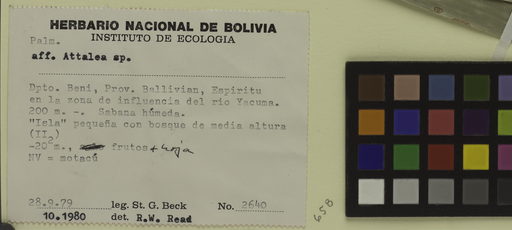 HERBARIO NACIONAL DE BOLIVIA
INSTITUTO DE ECOLOGIA
Palm.
aff. Attalea sp.
Dpto. Beni, Prov. Ballivian, Espiritu
en la zona de influencia del rio Yacuma.
200 m. -. Sabana húmeda.
"Isla" pequeña con bosque de media altura
(II2)
-20 m., frutos + hoja
NV = motacú
28.9.79 leg. St. G. Beck No. 2640
10.1980 det. R.W. Read
658